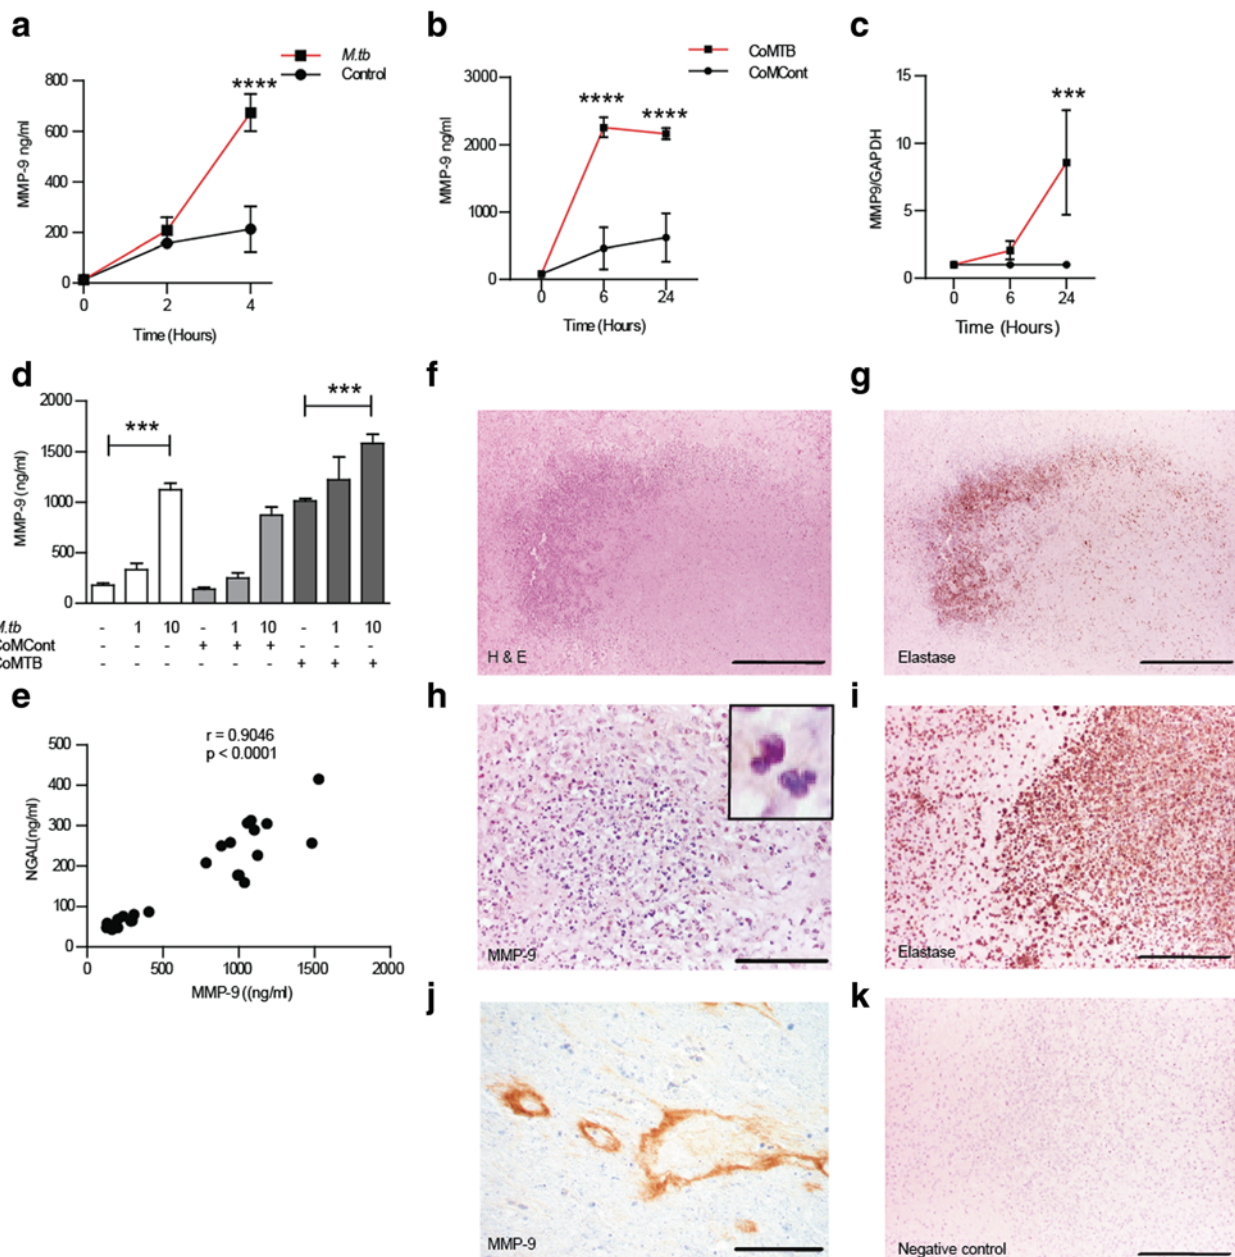 a
M.tb
Control
****
800
600
400
200
0
MMP-9 ng/ml
0 2 4
Time (Hours)
b
CoMTB
CoMCont
**** ****
3000
2000
1000
0
MMP-9 ng/ml
0 6 24
Time (Hours)
c
***
15
10
5
0
MMP9/GAPDH
0 6 24
Time (Hours)
d
*** ***
2000
1500
1000
500
0
MMP-9 (ng/ml)
M.tb - 1 10 - 1 10 - 1 10
CoMCont - - - + + + - - -
CoMTB - - - - - - + + +
e
r = 0.9046
p < 0.0001
500
400
300
200
100
0
NGAL(ng/ml)
0 500 1000 1500 2000
MMP-9 ((ng/ml)
f
H & E
g
Elastase
h
MMP-9
i
Elastase
j
MMP-9
k
Negative control